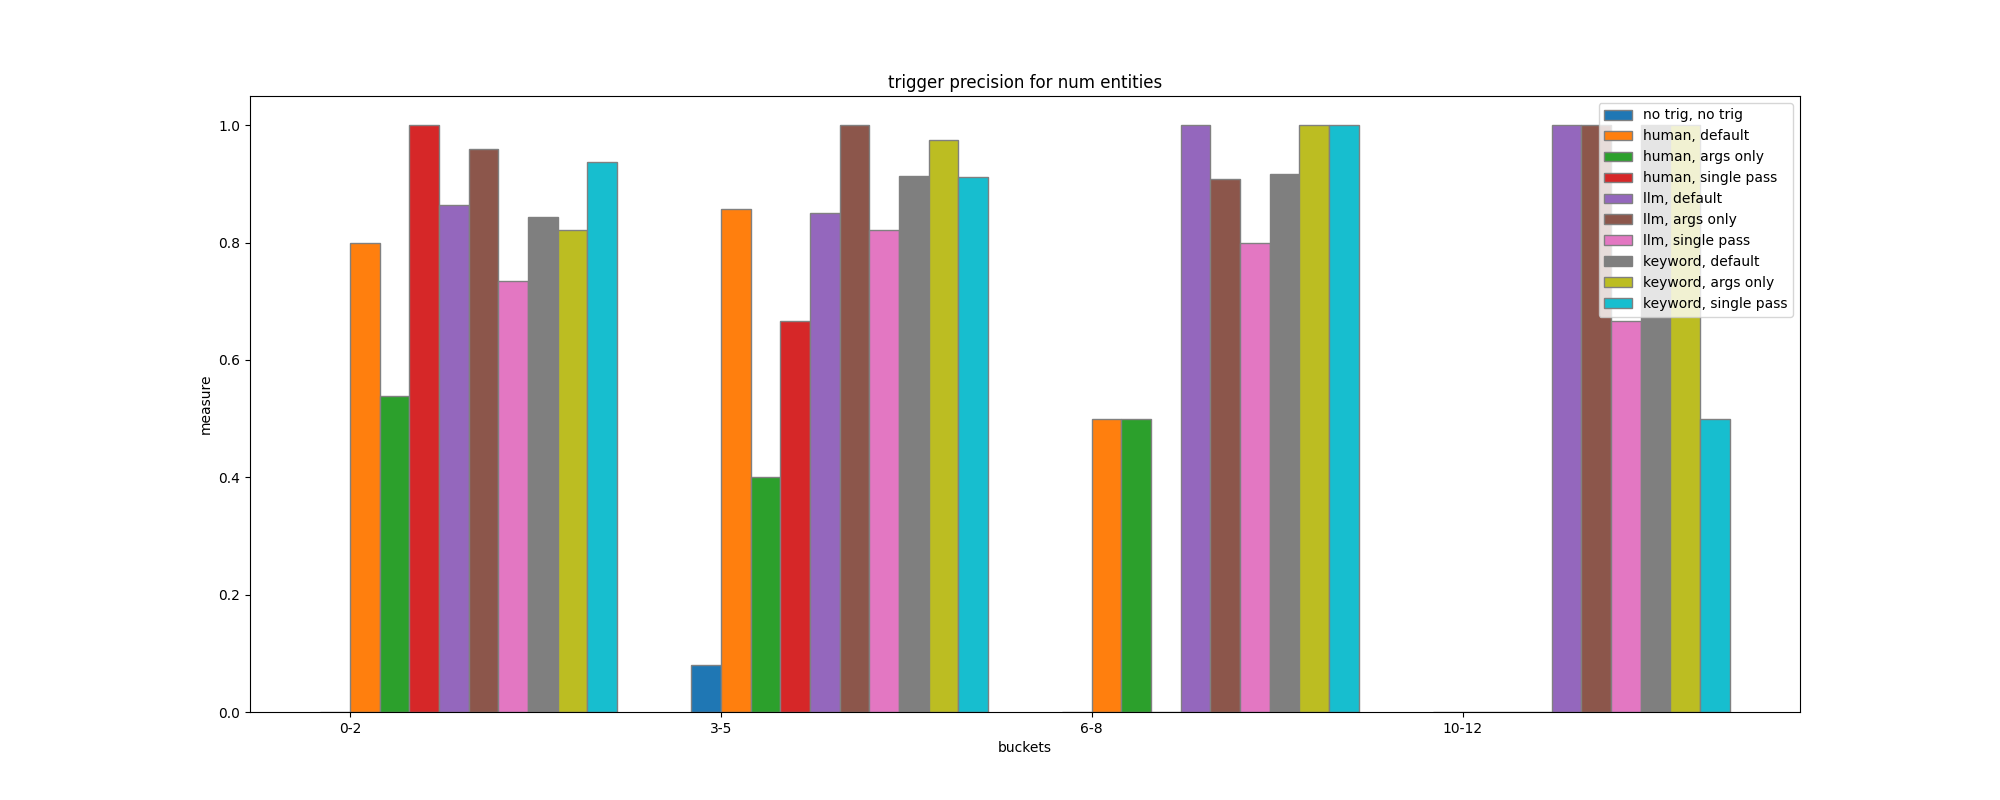 trigger precision for num entities
1.0
0.8
0.6
0.4
0.2
0.0
measure
no trig, no trig
human, default
human, args only
human, single pass
llm, default
llm, args only
llm, single pass
keyword, default
keyword, args only
keyword, single pass
0-2
3-5
6-8
10-12
buckets